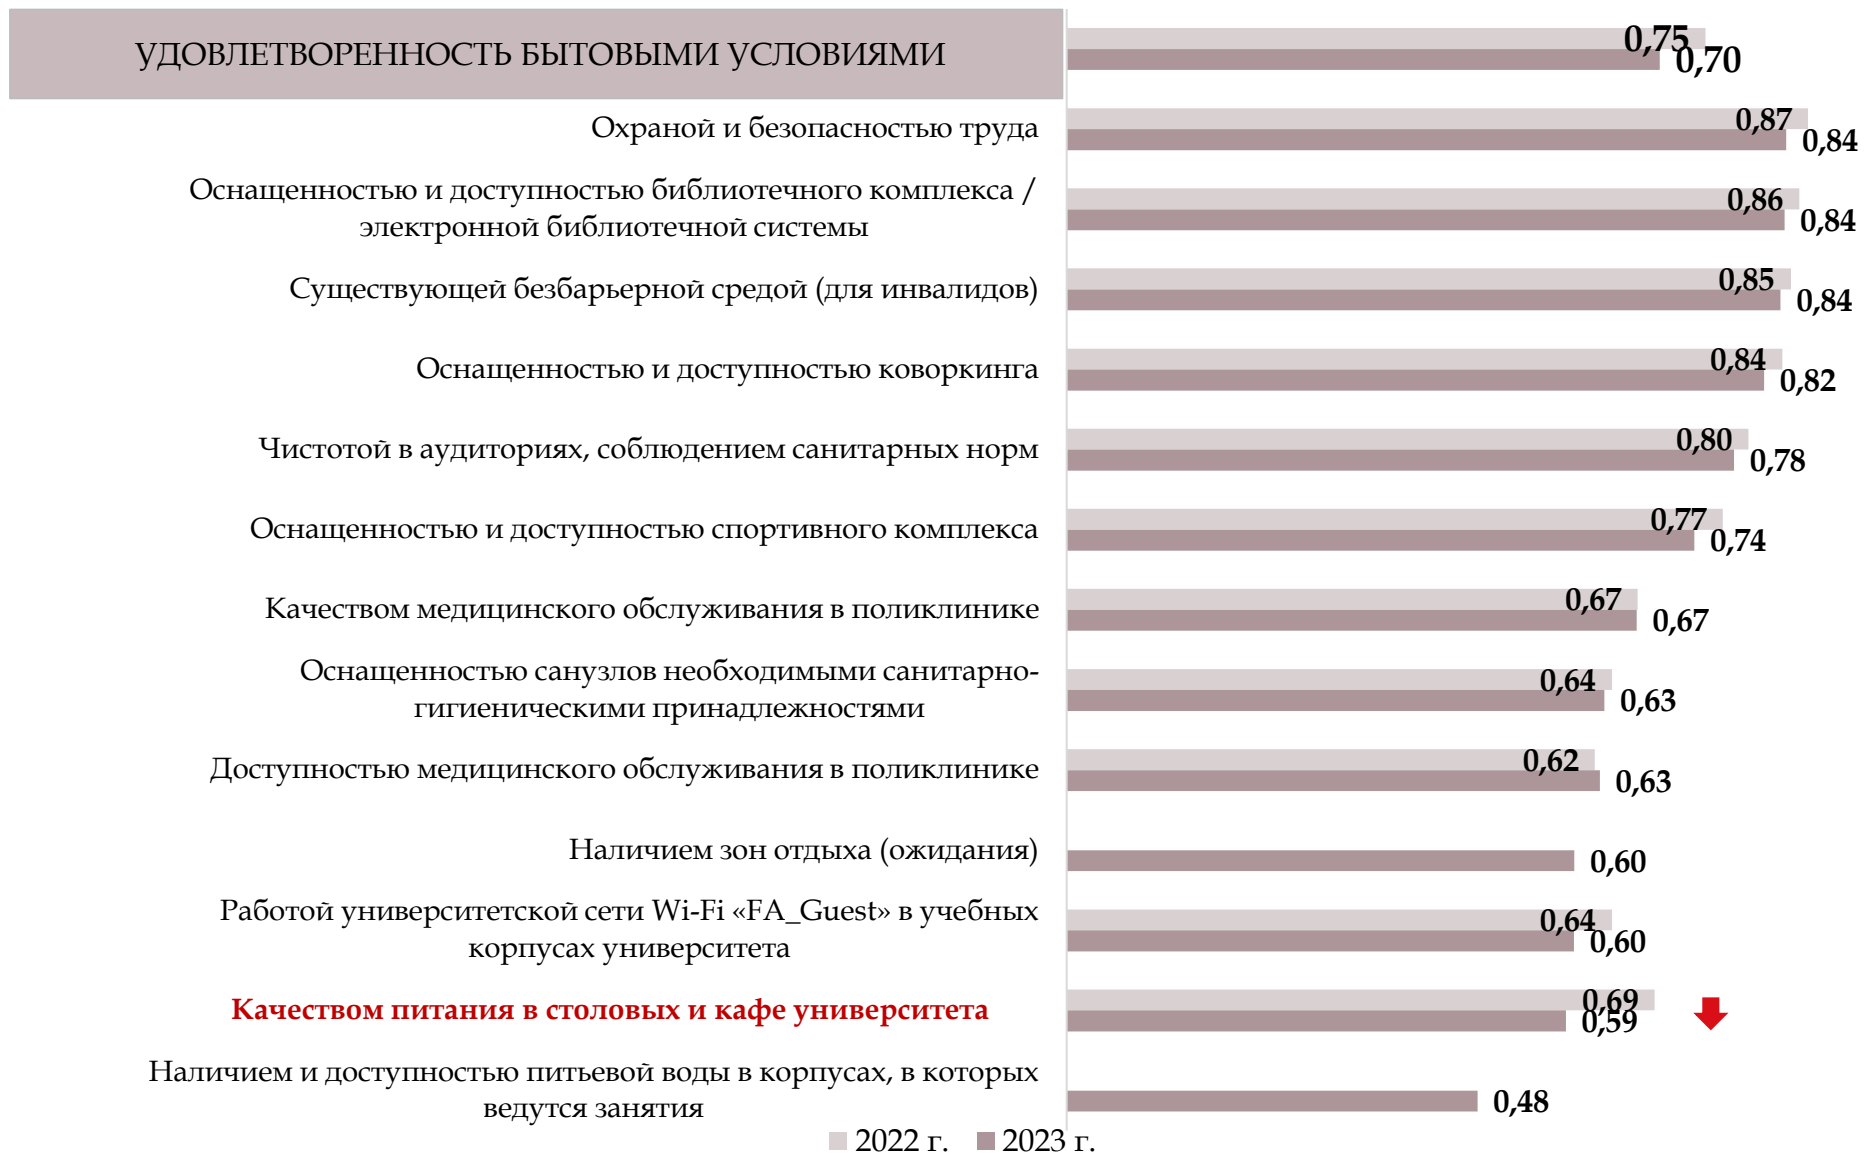 УДОВЛЕТВОРЕННОСТЬ БЫТОВЫМИ УСЛОВИЯМИ
0,75
0,70
Охраной и безопасностью труда
0,87
0,84
Оснащенностью и доступностью библиотечного комплекса /
электронной библиотечной системы
0,86
0,84
Существующей безбарьерной средой (для инвалидов)
0,85
0,84
Оснащенностью и доступностью коворкинга
0,84
0,82
Чистотой в аудиториях, соблюдением санитарных норм
0,80
0,78
Оснащенностью и доступностью спортивного комплекса
0,77
0,74
Качеством медицинского обслуживания в поликлинике
0,67
0,67
Оснащенностью санузлов необходимыми санитарно-
гигиеническими принадлежностями
0,64
0,63
Доступностью медицинского обслуживания в поликлинике
0,62
0,63
Наличием зон отдыха (ожидания)
0,60
Работой университетской сети Wi-Fi «FA_Guest» в учебных
корпусах университета
0,64
0,60
Качеством питания в столовых и кафе университета
0,69
0,59
Наличием и доступностью питьевой воды в корпусах, в которых
ведутся занятия
0,48
2022 г.
2023 г.